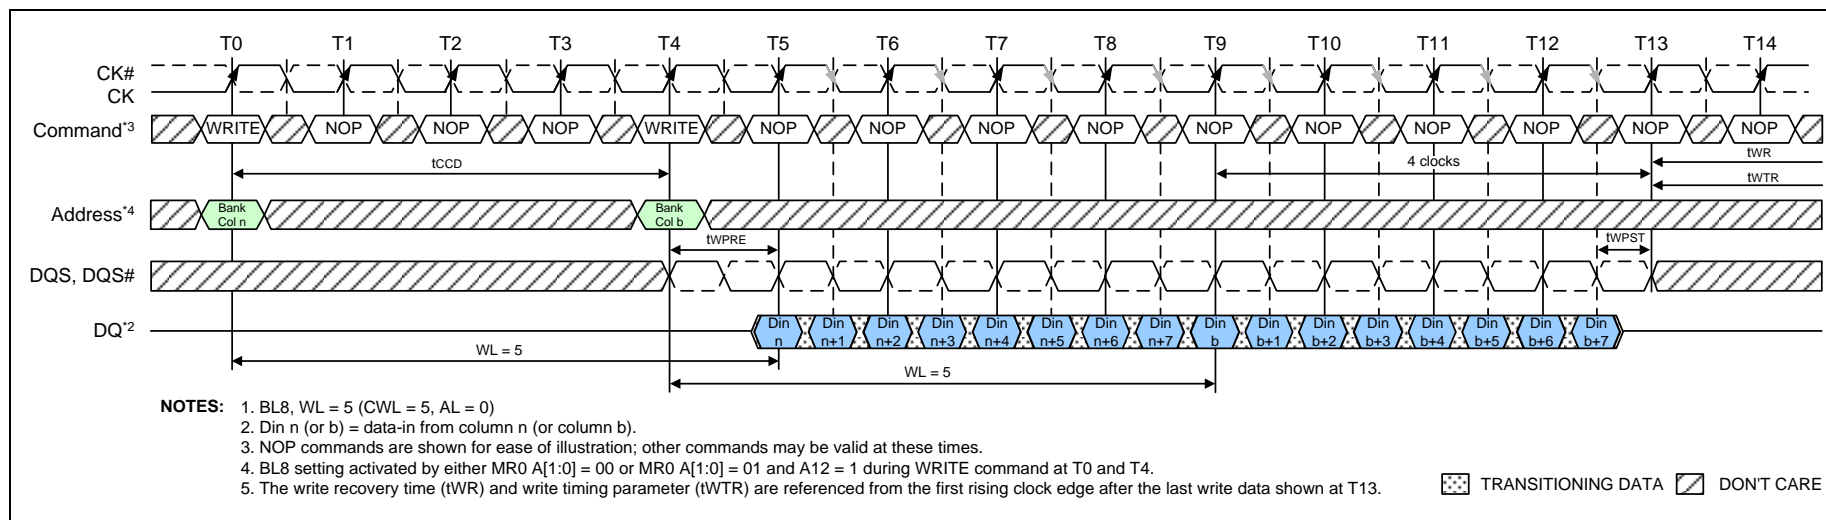 T0 T1 T2 T3 T4 T5 T6 T7 T8 T9 T10 T11 T12 T13 T14
CK#
CK
Command*3 WRITE NOP NOP NOP WRITE NOP NOP NOP NOP NOP NOP NOP NOP NOP NOP
tCCD 4 clocks tWR
tWTR
Address*4 Bank Col n Bank Col b
tWPRE tWPST
DQS, DQS#
DQ*2 Din n Din n+1 Din n+2 Din n+3 Din n+4 Din n+5 Din n+6 Din n+7 Din b Din b+1 Din b+2 Din b+3 Din b+4 Din b+5 Din b+6 Din b+7
WL = 5
WL = 5
NOTES: 1. BL8, WL = 5 (CWL = 5, AL = 0)
2. Din n (or b) = data-in from column n (or column b).
3. NOP commands are shown for ease of illustration; other commands may be valid at these times.
4. BL8 setting activated by either MR0 A[1:0] = 00 or MR0 A[1:0] = 01 and A12 = 1 during WRITE command at T0 and T4.
5. The write recovery time (tWR) and write timing parameter (tWTR) are referenced from the first rising clock edge after the last write data shown at T13.
TRANSITIONING DATA DON'T CARE